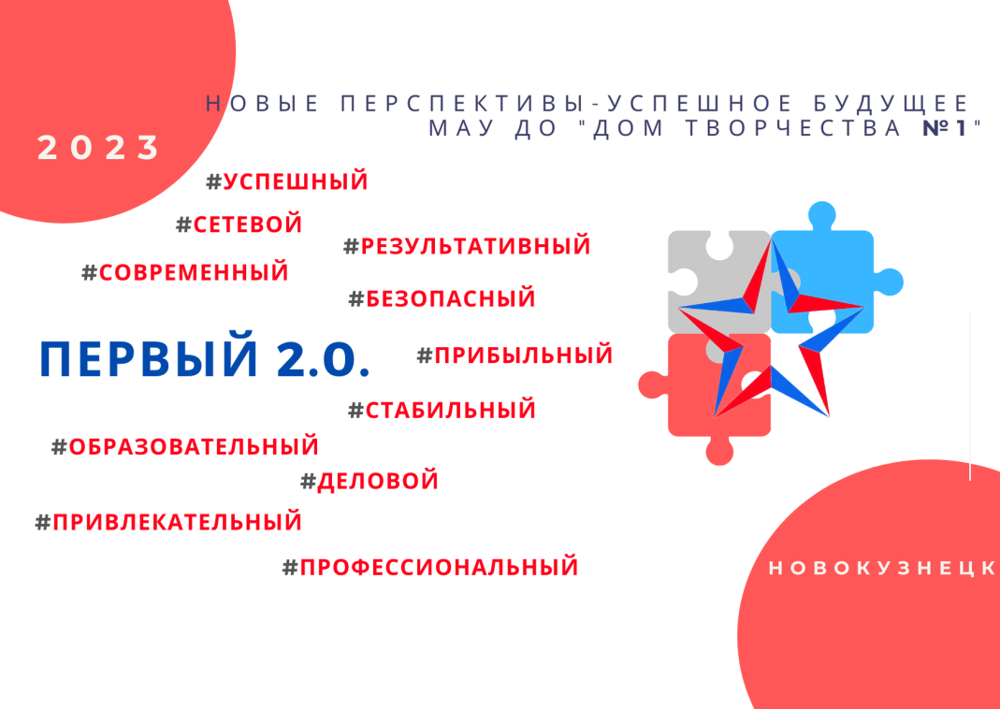 НОВЫЕ ПЕРСПЕКТИВЫ-УСПЕШНОЕ БУДУЩЕЕ
МАУ ДО "ДОМ ТВОРЧЕСТВА №1"
2023
#УСПЕШНЫЙ
#СЕТЕВОЙ
#РЕЗУЛЬТАТИВНЫЙ
#СОВРЕМЕННЫЙ
#БЕЗОПАСНЫЙ
ПЕРВЫЙ 2.0.
#ПРИБЫЛЬНЫЙ
#СТАБИЛЬНЫЙ
#ОБРАЗОВАТЕЛЬНЫЙ
#ДЕЛОВОЙ
#ПРИВЛЕКАТЕЛЬНЫЙ
#ПРОФЕССИОНАЛЬНЫЙ
НОВОКУЗНЕЦК